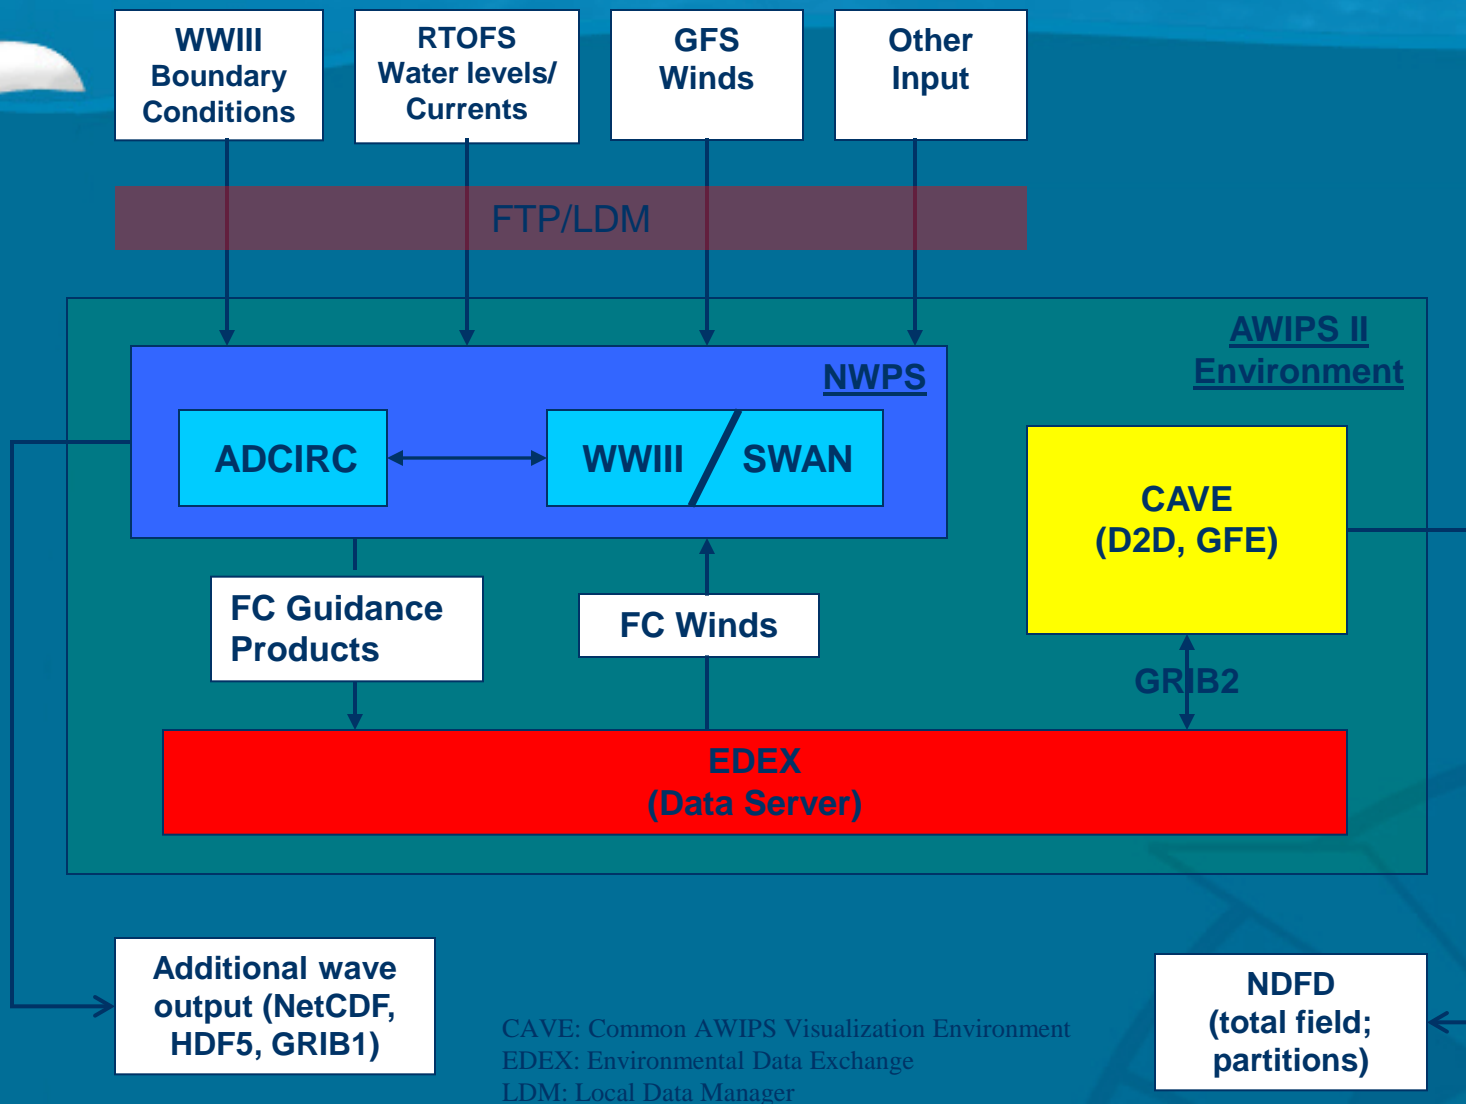 WWIII
Boundary
Conditions
RTOFS
Water levels/
Currents
GFS
Winds
Other
Input
FTP/LDM
AWIPS II
Environment
NWPS
ADCIRC
WWIII
SWAN
CAVE
(D2D, GFE)
FC Guidance
Products
FC Winds
GRIB2
EDEX
(Data Server)
Additional wave
output (NetCDF,
HDF5, GRIB1)
NDFD
(total field;
partitions)
CAVE: Common AWIPS Visualization Environment
EDEX: Environmental Data Exchange
LDM: Local Data Manager